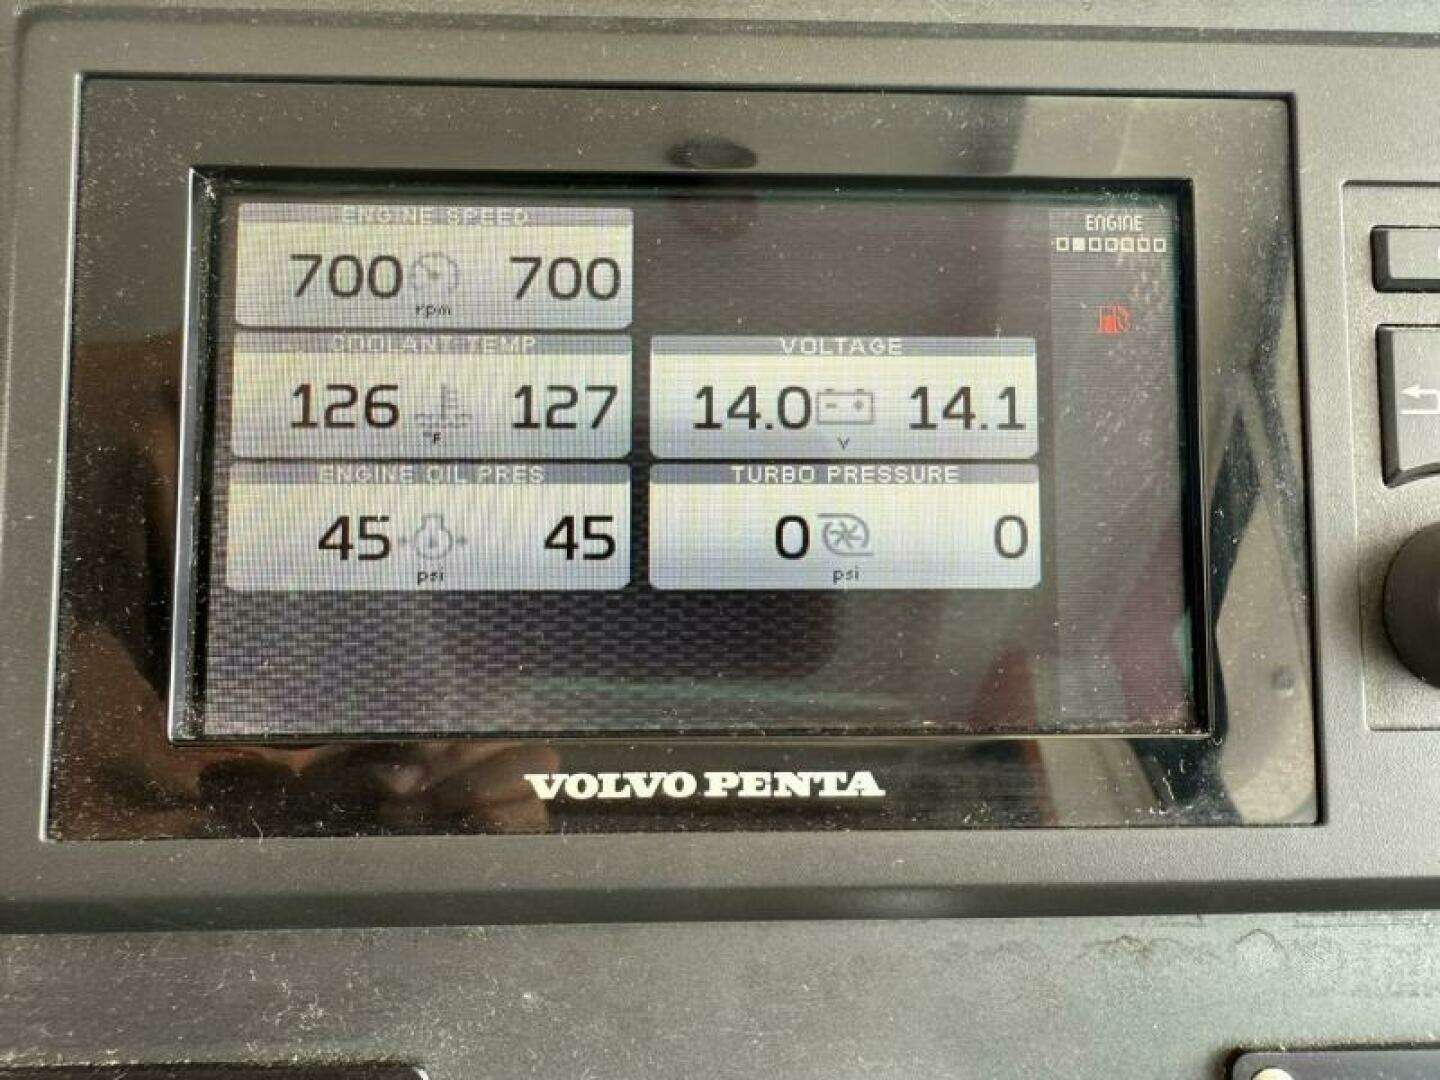 ENGINE SPEED
700 rpm 700
ENGINE
COOLANT TEMP
126 °F 127
VOLTAGE
14.0 V 14.1
ENGINE OIL PRES
45 psi 45
TURBO PRESSURE
0 psi 0
VOLVO PENTA